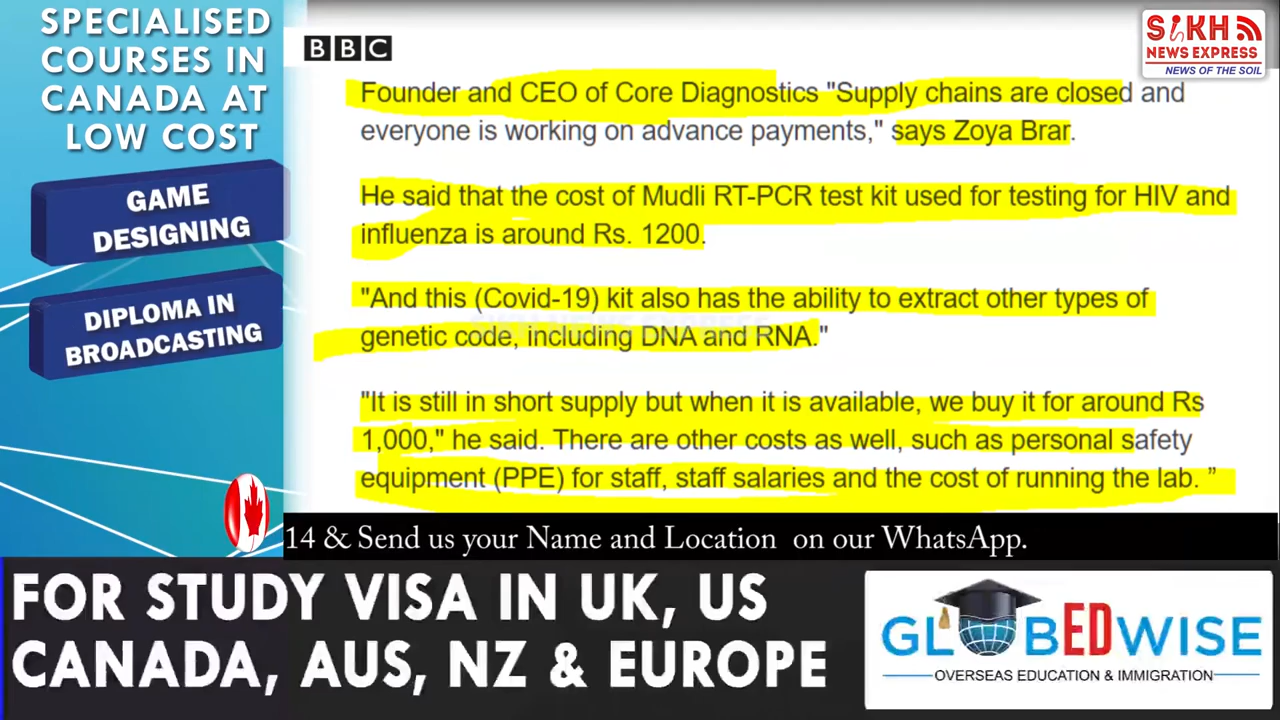 SPECIALISED
COURSES IN
CANADA AT
LOW COST
GAME
DESIGNING
DIPLOMA IN
BROADCASTING
BBC
SIKH
NEWS EXPRESS
NEWS OF THE SOIL
Founder and CEO of Core Diagnostics "Supply chains are closed and
everyone is working on advance payments," says Zoya Brar.
He said that the cost of Mudli RT-PCR test kit used for testing for HIV and
influenza is around Rs. 1200.
"And this (Covid-19) kit also has the ability to extract other types of
SIKH NEWS EXPRESS
genetic code, including DNA and RNA."
"It is still in short supply but when it is available, we buy it for around Rs
1,000," he said. There are other costs as well, such as personal safety
equipment (PPE) for staff, staff salaries and the cost of running the lab. ”
14 & Send us your Name and Location on our WhatsApp.
FOR STUDY VISA IN UK, US
CANADA, AUS, NZ & EUROPE
GLOBEDWISE
OVERSEAS EDUCATION & IMMIGRATION